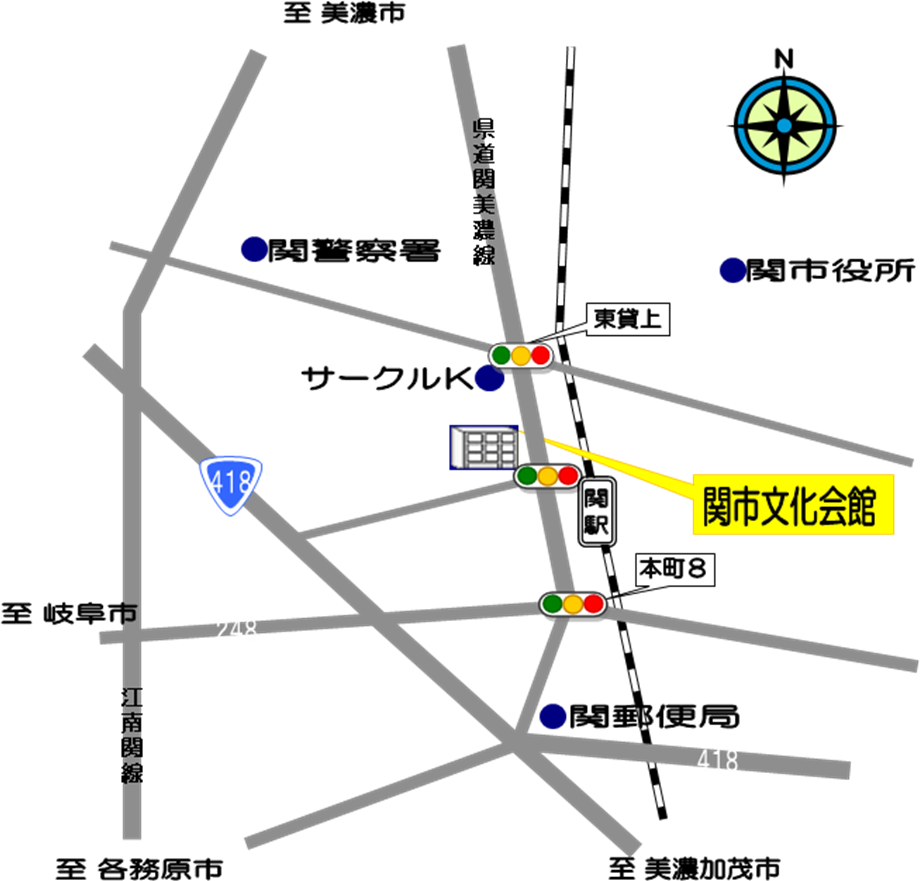 至 美濃市
N
県道関美濃線
関警察署
関市役所
東貸上
サークルK
418
関市文化会館
関駅
本町8
至 岐阜市
248
江南関線
関郵便局
418
至 各務原市
至 美濃加茂市